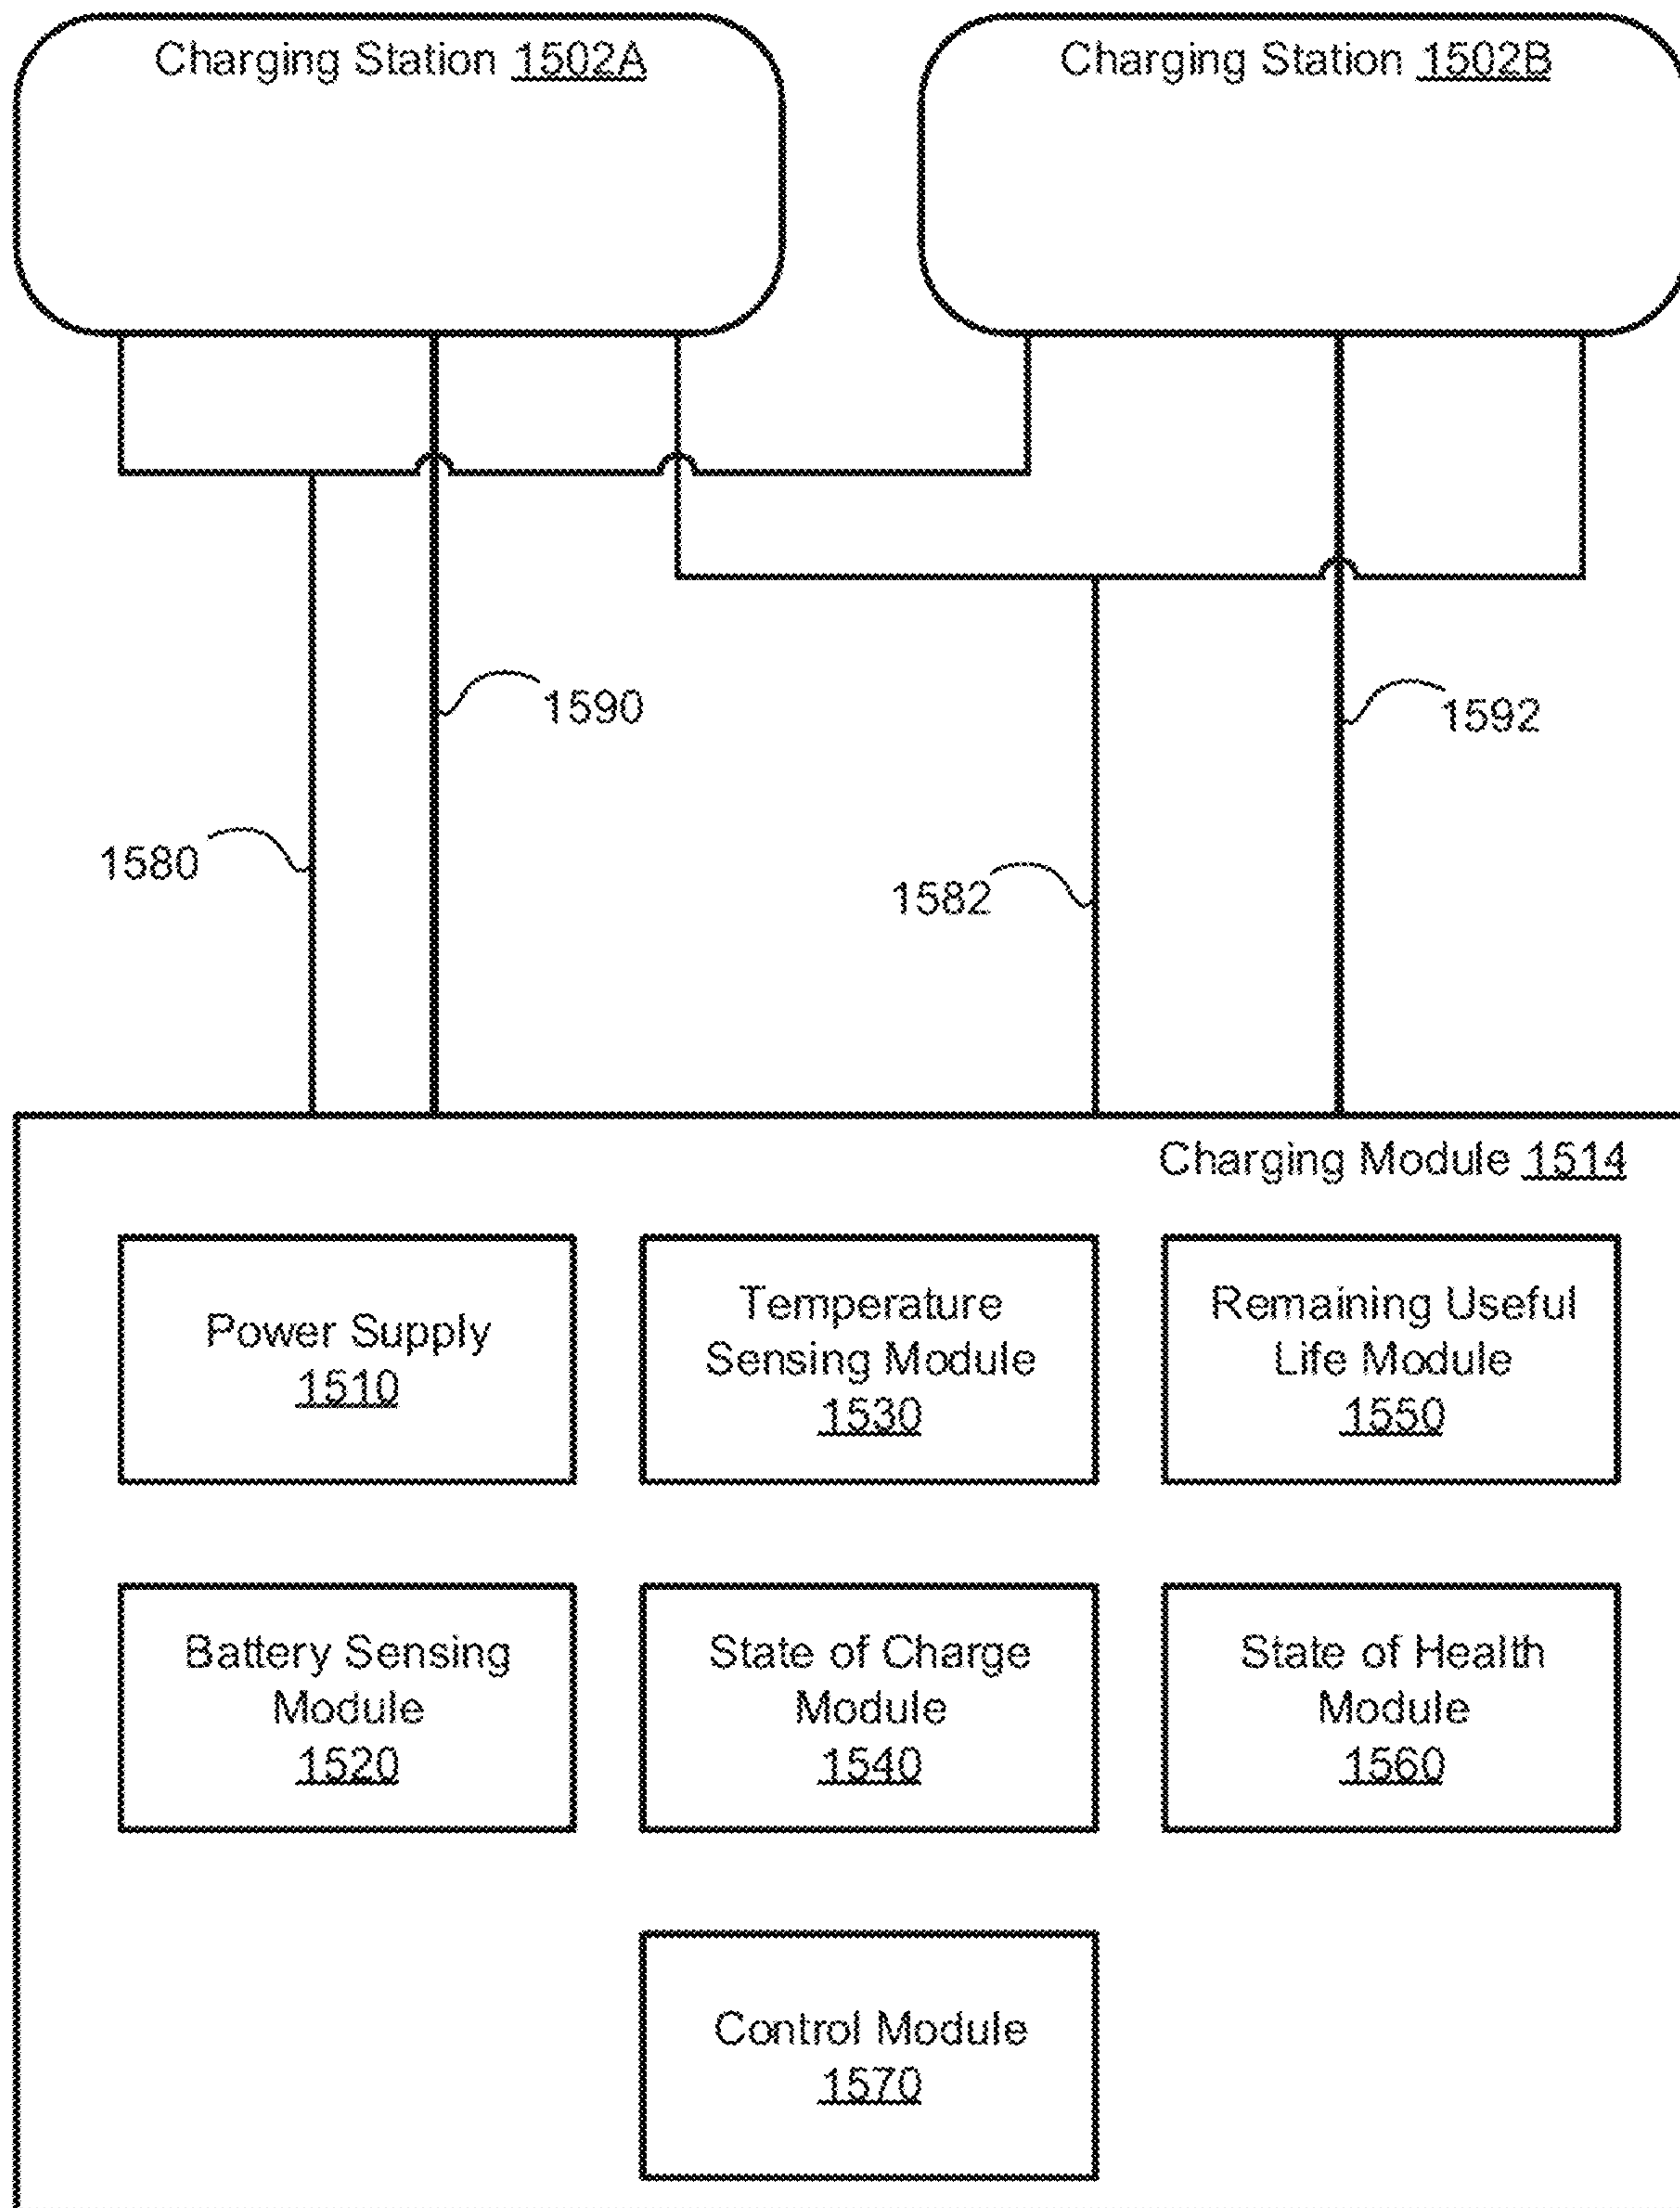 Charging Station 1502A
Charging Station 1502B
1590
1592
1580
1582
Charging Module 1514
Power Supply
1510
Temperature
Sensing Module
1530
Remaining Useful
Life Module
1550
Battery Sensing
Module
1520
State of Charge
Module
1540
State of Health
Module
1560
Control Module
1570